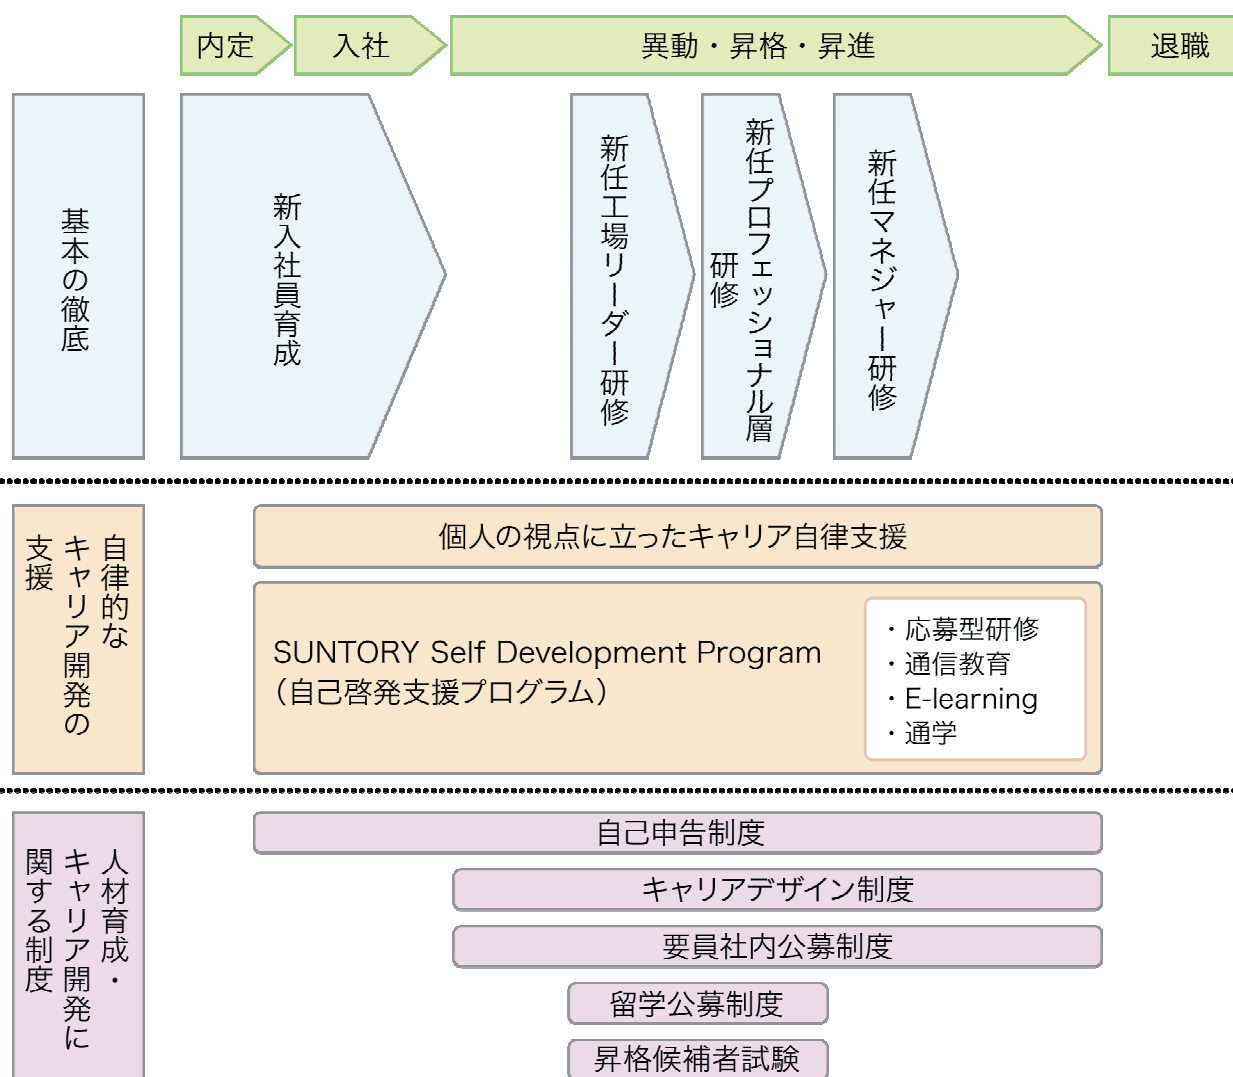 内定
入社
異動・昇格・昇進
退職
基本の徹底
新入社員育成
新任工場リーダー研修
新任プロフェッショナル層
研修
新任マネジャー研修
自律的な
キャリア開発の
支援
個人の視点に立ったキャリア自律支援
SUNTORY Self Development Program
（自己啓発支援プログラム）
・応募型研修
・通信教育
・E-learning
・通学
人材育成・
キャリア開発に
関する制度
自己申告制度
キャリアデザイン制度
要員社内公募制度
留学公募制度
昇格候補者試験